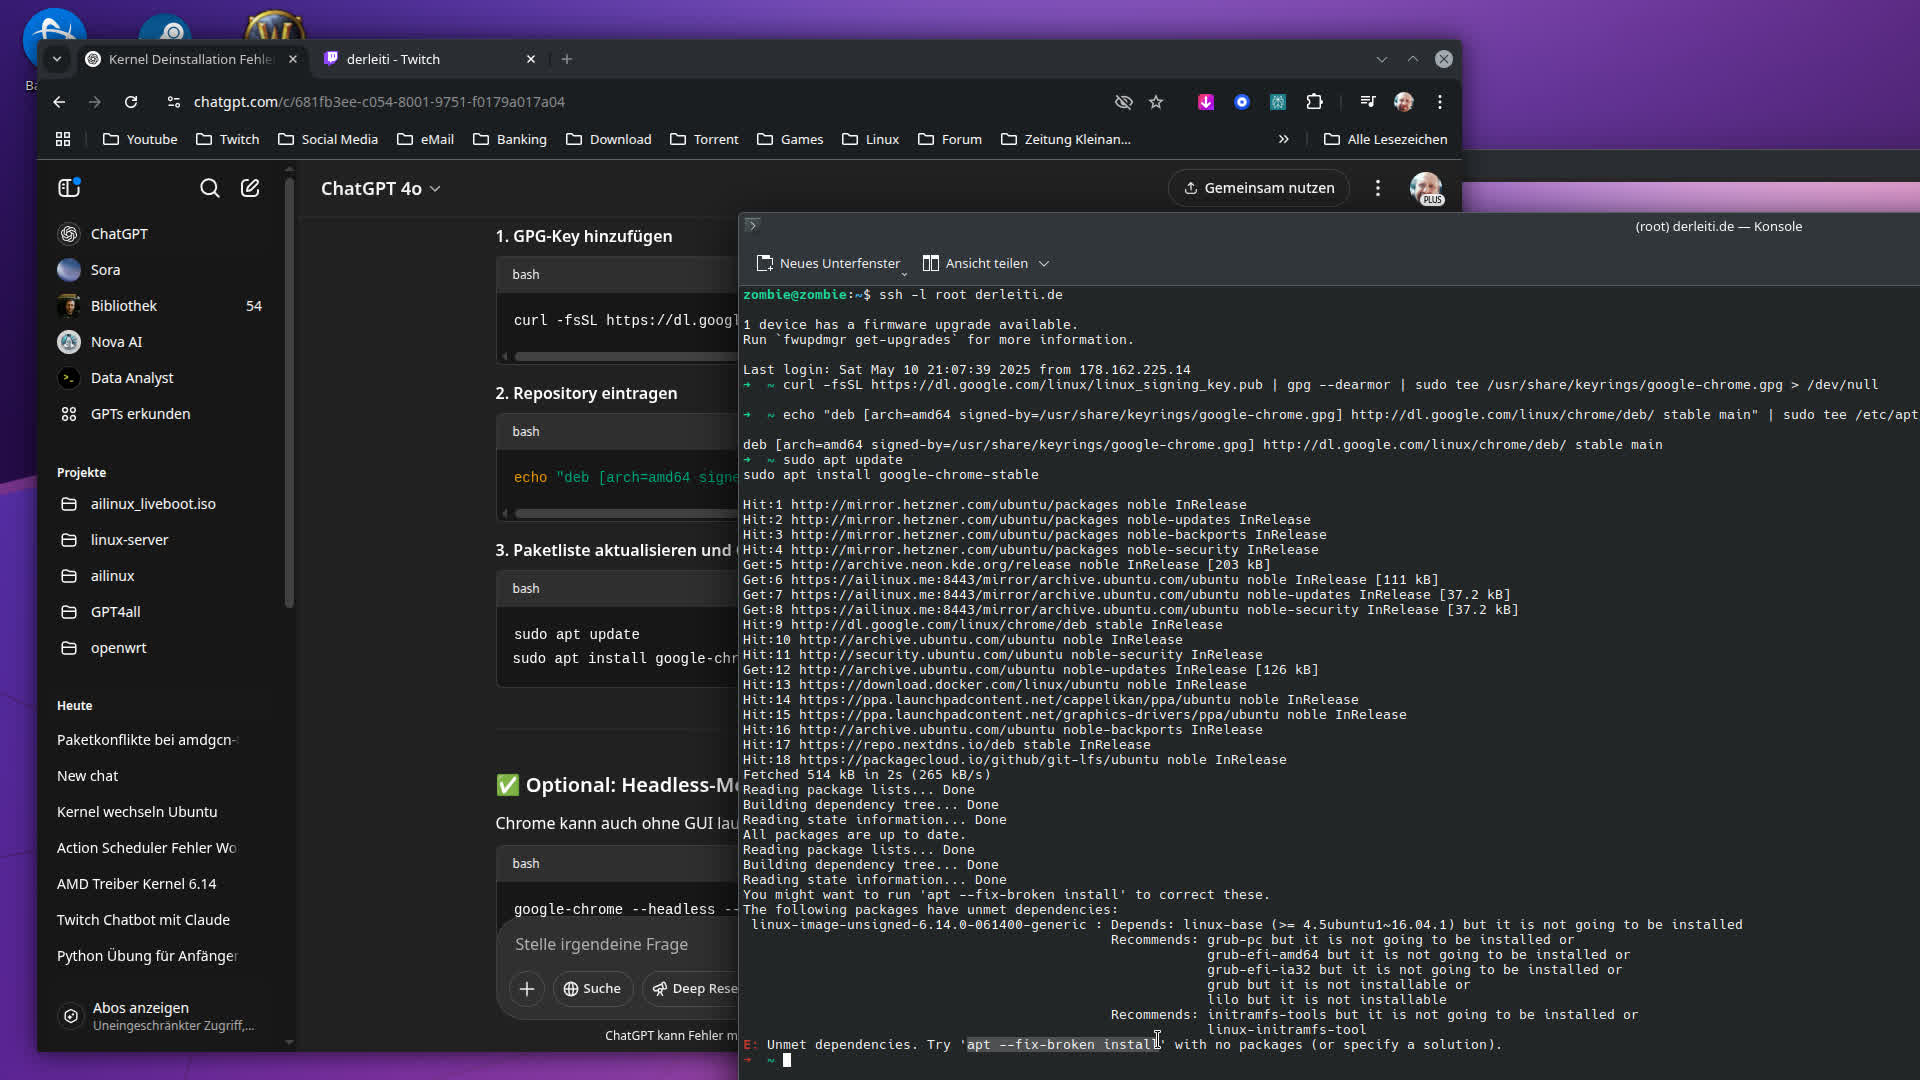 Kernel Deinstallation Fehle
derleiti - Twitch
chatgpt.com/c/681fb3ee-c054-8001-9751-f0179a017a04
Youtube
Twitch
Social Media
eMail
Banking
Download
Torrent
Games
Linux
Forum
Zeitung Kleinan...
Alle Lesezeichen
ChatGPT
Sora
Bibliothek 54
Nova AI
Data Analyst
GPTs erkunden
Projekte
ailinux_liveboot.iso
linux-server
ailinux
GPT4all
openwrt
Heute
Paketkonflikte bei amdgcn-
New chat
Kernel wechseln Ubuntu
Action Scheduler Fehler Wo
AMD Treiber Kernel 6.14
Twitch Chatbot mit Claude
Python Übung für Anfänger
Abos anzeigen
Uneingeschränkter Zugriff,...
ChatGPT 4o
Gemeinsam nutzen
PLUS
1. GPG-Key hinzufügen
bash
curl -fsSL https://dl.googl
2. Repository eintragen
bash
echo "deb [arch=amd64 signe
3. Paketliste aktualisieren und
bash
sudo apt update
sudo apt install google-chr
✅ Optional: Headless-Mo
Chrome kann auch ohne GUI lau
bash
google-chrome --headless --
Stelle irgendeine Frage
Suche
Deep Rese
ChatGPT kann Fehler m
(root) derleiti.de — Konsole
Neues Unterfenster
Ansicht teilen
zombie@zombie:~$ ssh -l root derleiti.de
1 device has a firmware upgrade available.
Run `fwupdmgr get-upgrades` for more information.
Last login: Sat May 10 21:07:39 2025 from 178.162.225.14
➜ ~ curl -fsSL https://dl.google.com/linux/linux_signing_key.pub | gpg --dearmor | sudo tee /usr/share/keyrings/google-chrome.gpg > /dev/null
➜ ~ echo "deb [arch=amd64 signed-by=/usr/share/keyrings/google-chrome.gpg] http://dl.google.com/linux/chrome/deb/ stable main" | sudo tee /etc/apt
deb [arch=amd64 signed-by=/usr/share/keyrings/google-chrome.gpg] http://dl.google.com/linux/chrome/deb/ stable main
➜ ~ sudo apt update
sudo apt install google-chrome-stable
Hit:1 http://mirror.hetzner.com/ubuntu/packages noble InRelease
Hit:2 http://mirror.hetzner.com/ubuntu/packages noble-updates InRelease
Hit:3 http://mirror.hetzner.com/ubuntu/packages noble-backports InRelease
Hit:4 http://mirror.hetzner.com/ubuntu/packages noble-security InRelease
Get:5 http://archive.neon.kde.org/release noble InRelease [203 kB]
Get:6 https://ailinux.me:8443/mirror/archive.ubuntu.com/ubuntu noble InRelease [111 kB]
Get:7 https://ailinux.me:8443/mirror/archive.ubuntu.com/ubuntu noble-updates InRelease [37.2 kB]
Get:8 https://ailinux.me:8443/mirror/archive.ubuntu.com/ubuntu noble-security InRelease [37.2 kB]
Hit:9 http://dl.google.com/linux/chrome/deb stable InRelease
Hit:10 http://archive.ubuntu.com/ubuntu noble InRelease
Hit:11 http://security.ubuntu.com/ubuntu noble-security InRelease
Get:12 http://archive.ubuntu.com/ubuntu noble-updates InRelease [126 kB]
Hit:13 https://download.docker.com/linux/ubuntu noble InRelease
Hit:14 https://ppa.launchpadcontent.net/cappelikan/ppa/ubuntu noble InRelease
Hit:15 https://ppa.launchpadcontent.net/graphics-drivers/ppa/ubuntu noble InRelease
Hit:16 http://archive.ubuntu.com/ubuntu noble-backports InRelease
Hit:17 https://repo.nextdns.io/deb stable InRelease
Hit:18 https://packagecloud.io/github/git-lfs/ubuntu noble InRelease
Fetched 514 kB in 2s (265 kB/s)
Reading package lists... Done
Building dependency tree... Done
Reading state information... Done
All packages are up to date.
Reading package lists... Done
Building dependency tree... Done
Reading state information... Done
You might want to run 'apt --fix-broken install' to correct these.
The following packages have unmet dependencies:
linux-image-unsigned-6.14.0-061400-generic : Depends: linux-base (>= 4.5ubuntu1~16.04.1) but it is not going to be installed
Recommends: grub-pc but it is not going to be installed or
grub-efi-amd64 but it is not going to be installed or
grub-efi-ia32 but it is not going to be installed or
grub but it is not installable or
lilo but it is not installable
Recommends: initramfs-tools but it is not going to be installed or
linux-initramfs-tool
E: Unmet dependencies. Try 'apt --fix-broken install' with no packages (or specify a solution).
➜ ~